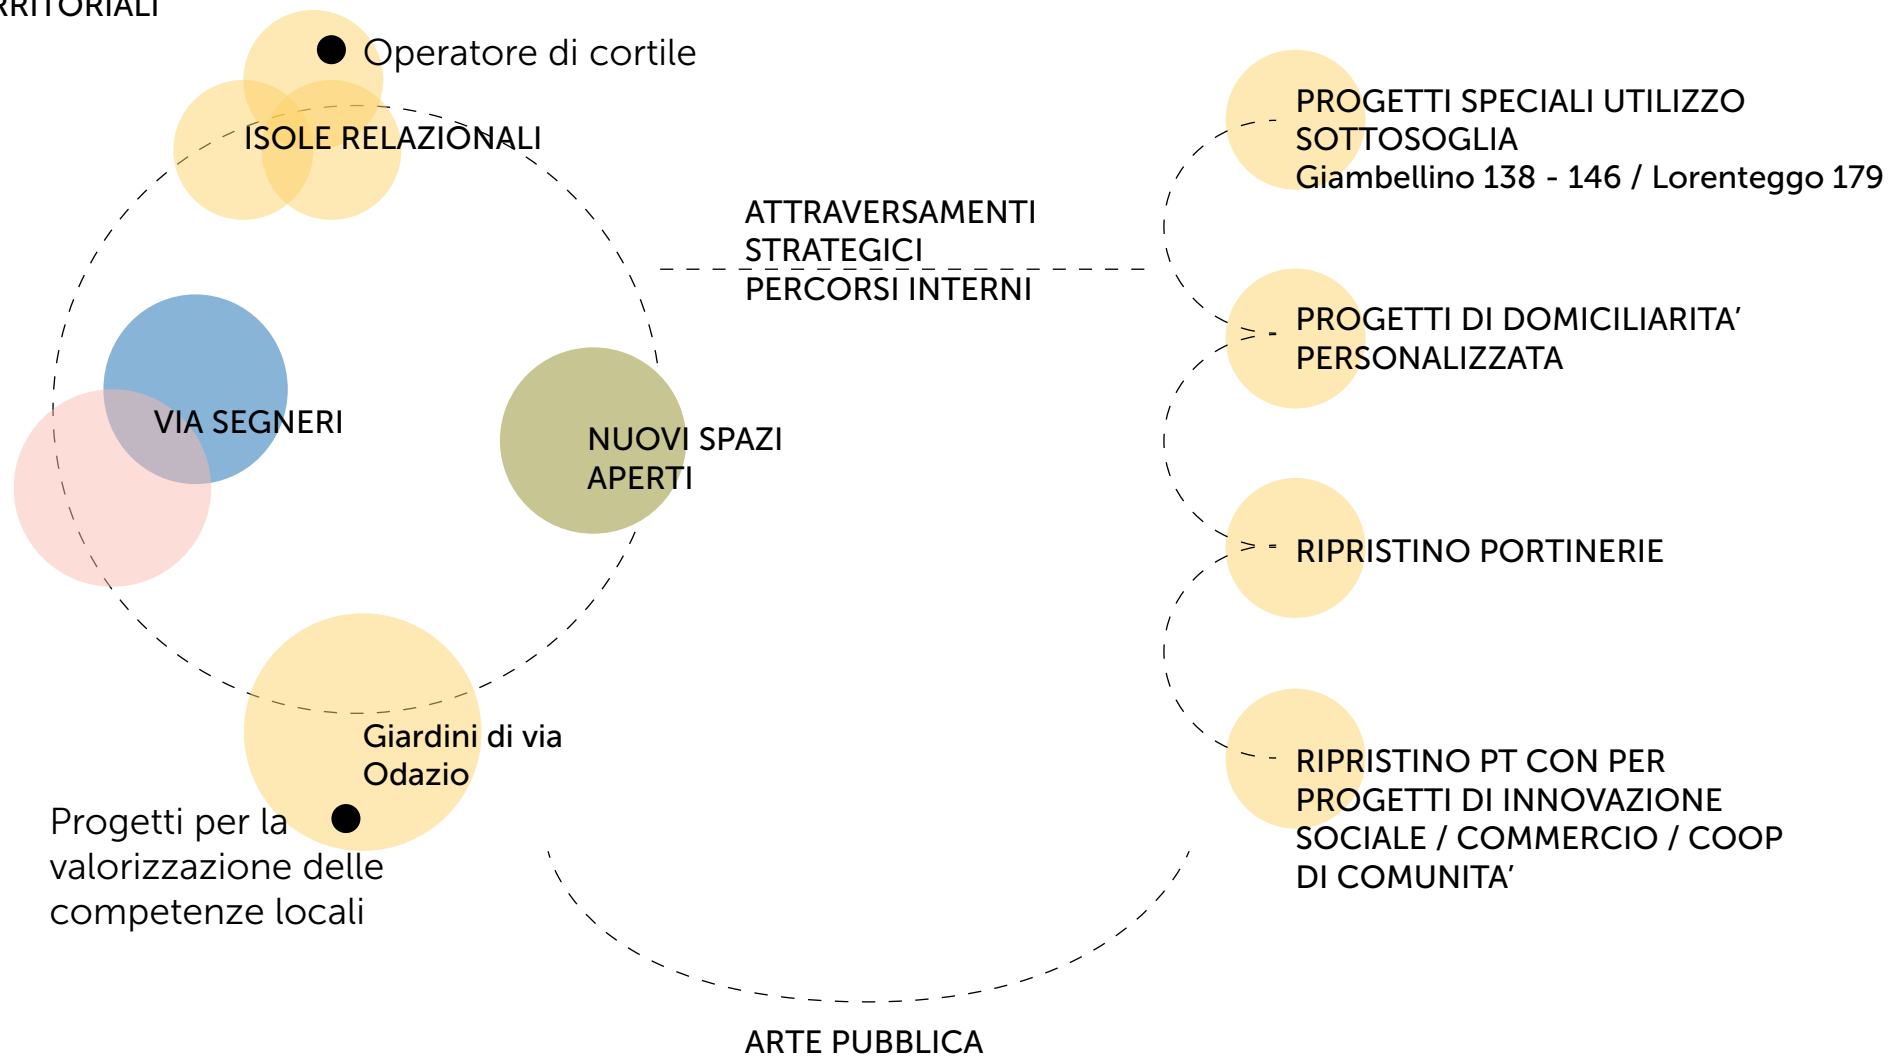 Operatore di cortile
ISOLE RELAZIONALI
VIA SEGNERI
NUOVI SPAZI
APERTI
Giardini di via
Odazio
Progetti per la
valorizzazione delle
competenze locali
ATTRAVERSAMENTI
STRATEGICI
PERCORSI INTERNI
ARTE PUBBLICA
PROGETTI SPECIALI UTILIZZO
SOTTOSOGLIA
Giambellino 138 - 146 / Lorenteggo 179
PROGETTI DI DOMICILIARITA’
PERSONALIZZATA
RIPRISTINO PORTINERIE
RIPRISTINO PT CON PER
PROGETTI DI INNOVAZIONE
SOCIALE / COMMERCIO / COOP
DI COMUNITA’